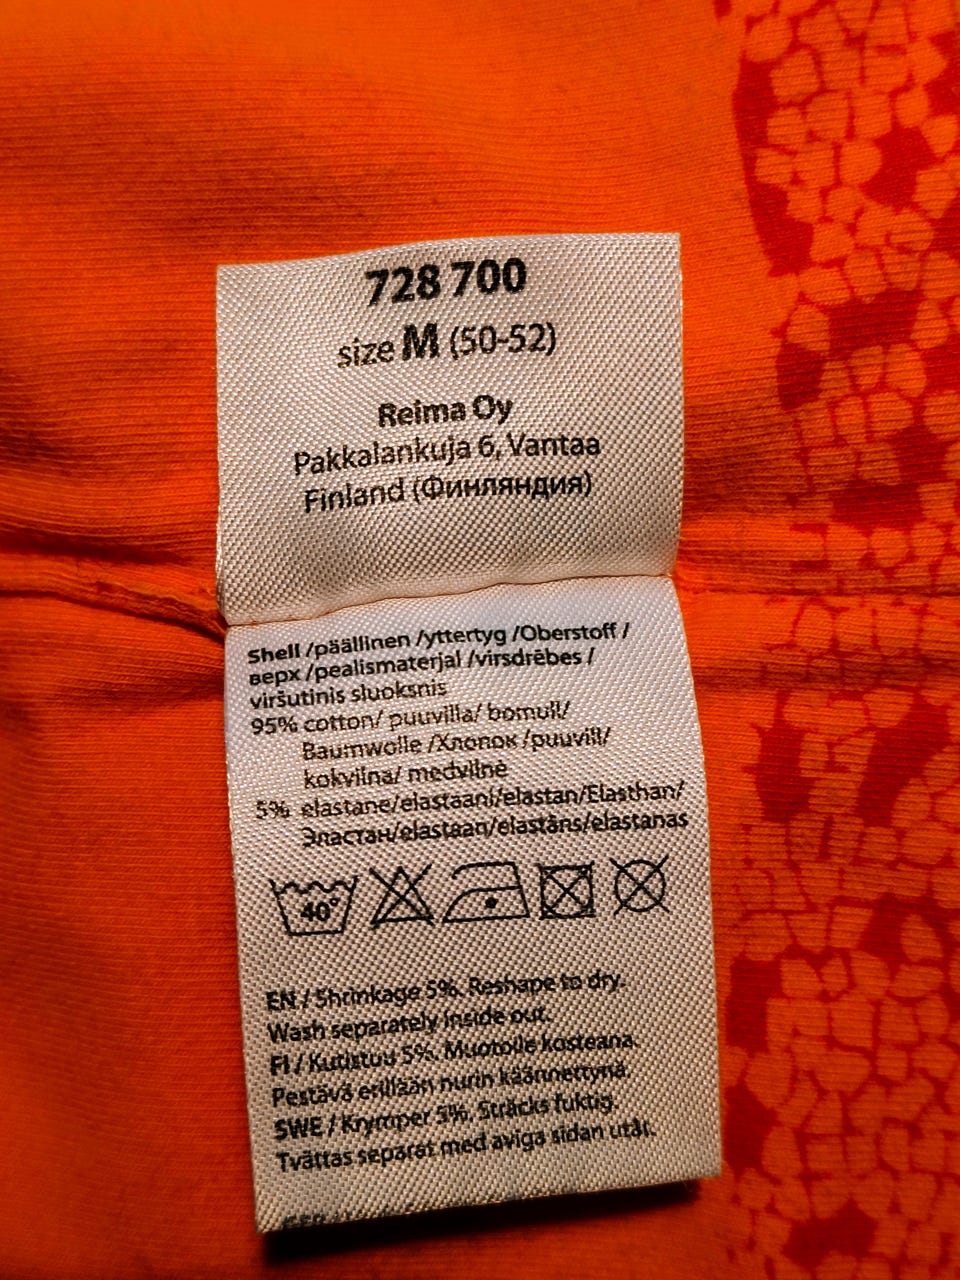 728 700
size M (50-52)
Reima Oy
Pakkalankuja 6, Vantaa
Finland (Финляндия)
Shell /päällinen /yttertyg /Oberstoff /
верх /pealismaterjal /virsdrēbes /
viršutinis sluoksnis
95% cotton/ puuvilla/ bomull/
Baumwolle /Хлопок /puuvill/
kokvilna/ medvilnė
5% elastane/elastaani/elastan/Elasthan/
Эластан/elastaan/elastāns/elastanas
40°
EN / Shrinkage 5%. Reshape to dry.
Wash separately inside out.
FI / Kutistuu 5%. Muotoile kosteana.
Pestävä erillään nurin käännettynä.
SWE / Krymper 5%. Sträcks fuktig.
Tvättas separat med aviga sidan utåt.